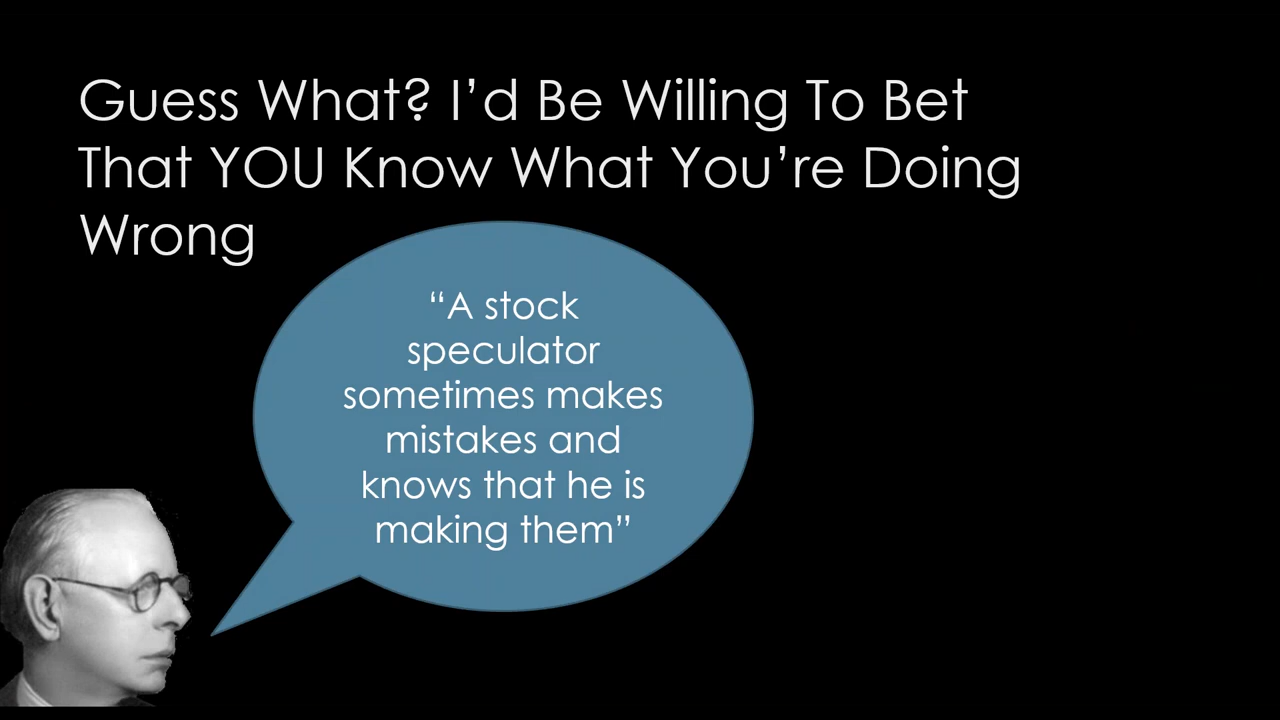 Guess What? I’d Be Willing To Bet
That YOU Know What You’re Doing
Wrong
“A stock
speculator
sometimes makes
mistakes and
knows that he is
making them”